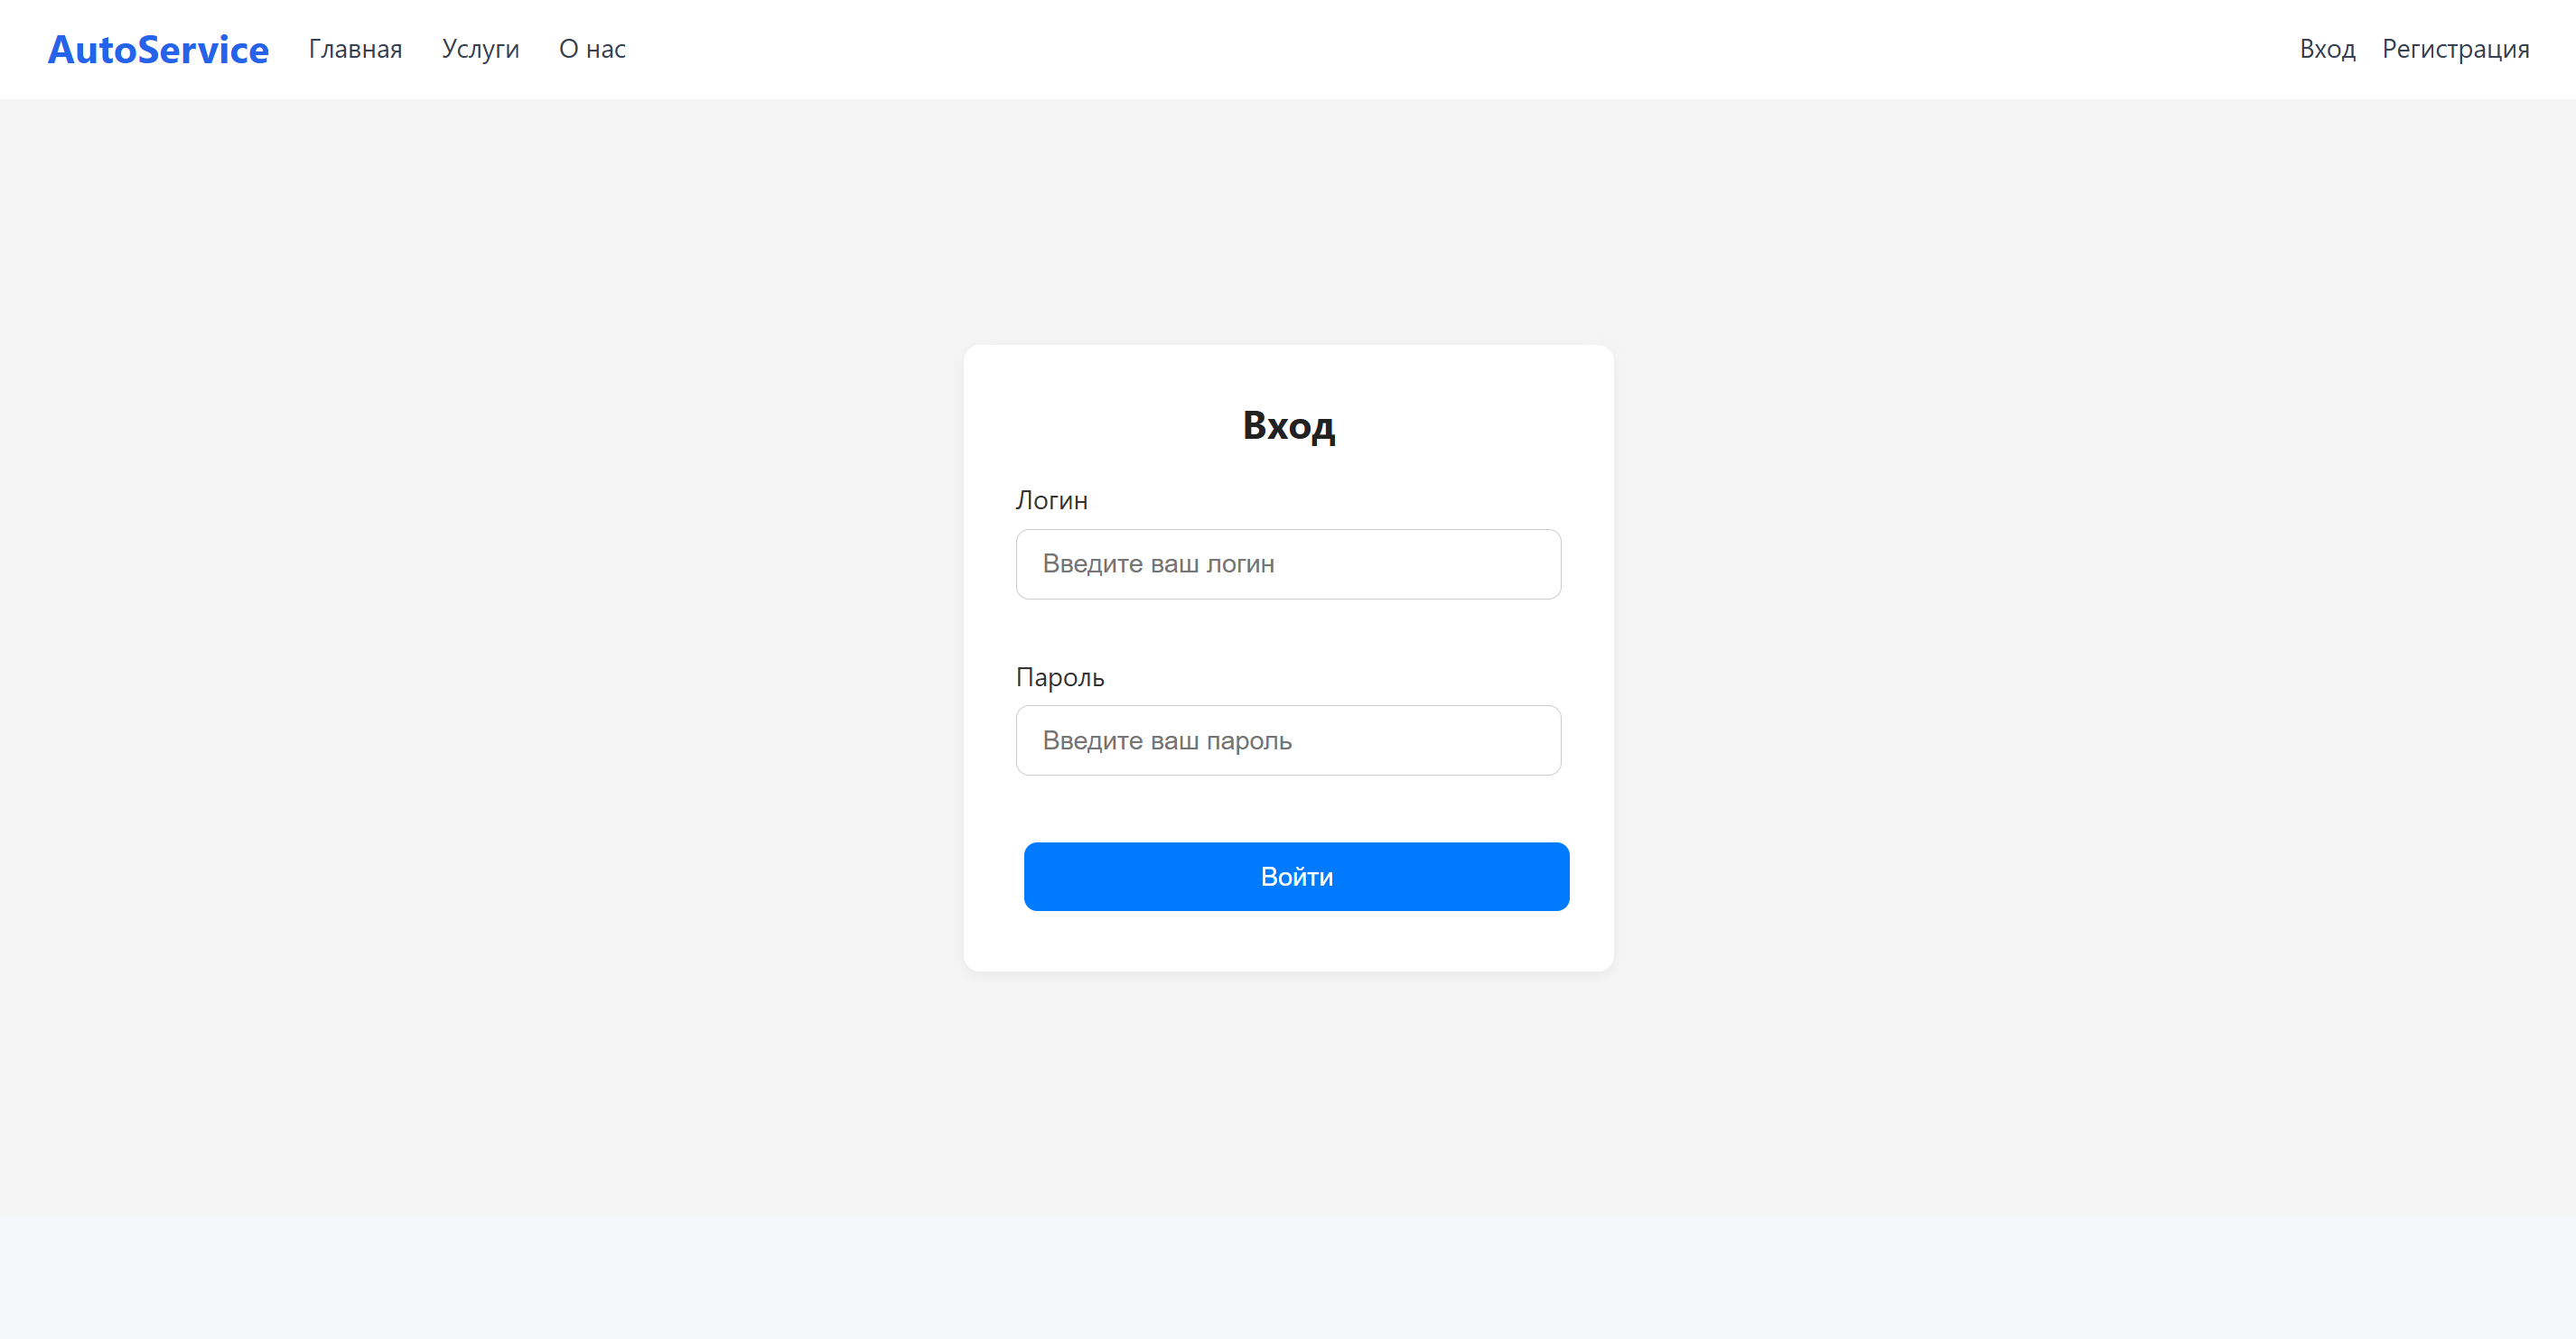 AutoService Главная Услуги О нас Вход Регистрация
Вход
Логин
Введите ваш логин
Пароль
Введите ваш пароль
Войти